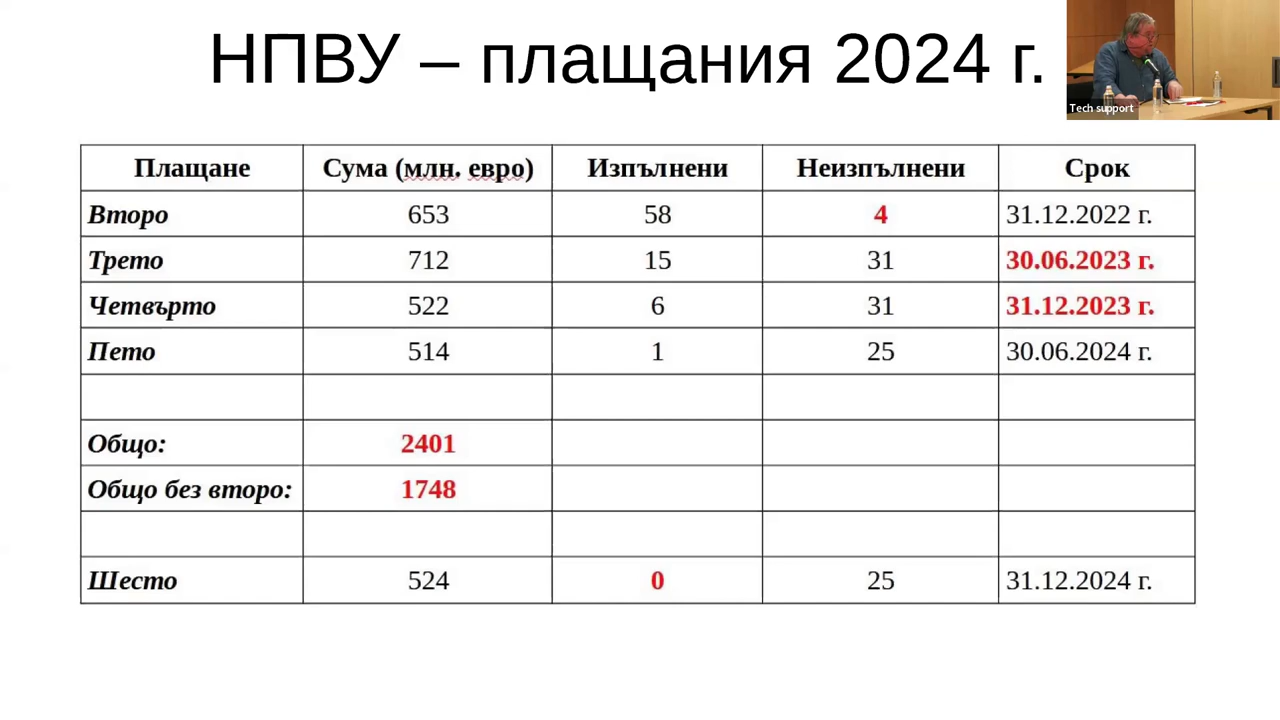 НПВУ – плащания 2024 г.
Tech support
Плащане Сума (млн. евро) Изпълнени Неизпълнени Срок
Второ 653 58 4 31.12.2022 г.
Трето 712 15 31 30.06.2023 г.
Четвърто 522 6 31 31.12.2023 г.
Пето 514 1 25 30.06.2024 г.
Общо: 2401
Общо без второ: 1748
Шесто 524 0 25 31.12.2024 г.